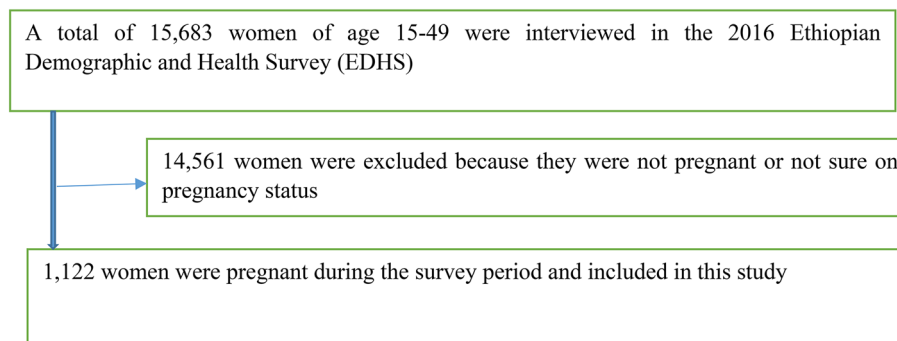 A total of 15,683 women of age 15-49 were interviewed in the 2016 Ethiopian
Demographic and Health Survey (EDHS)
14,561 women were excluded because they were not pregnant or not sure on
pregnancy status
1,122 women were pregnant during the survey period and included in this study